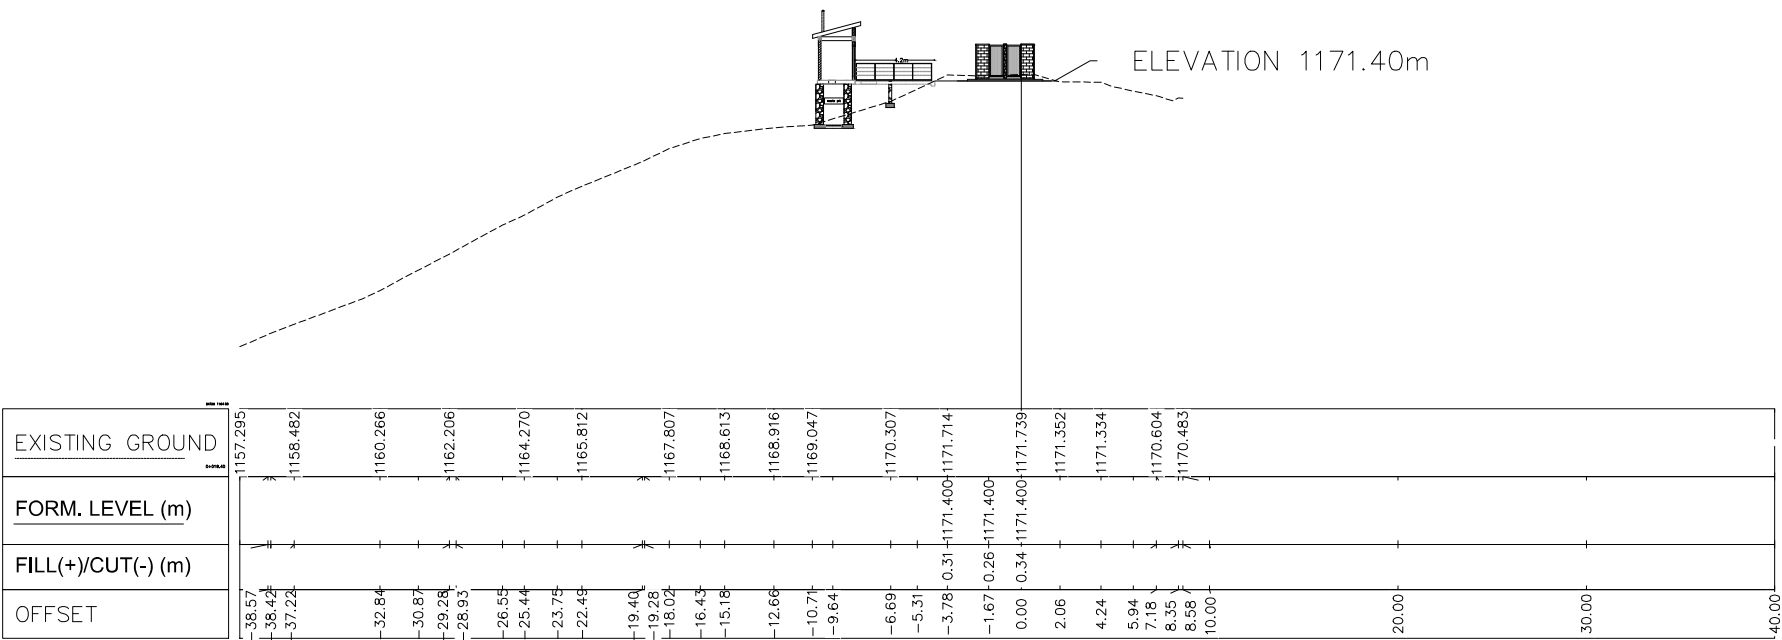 ELEVATION 1171.40m
4.2m
EXISTING GROUND
1157.295 1158.482 1160.266 1162.206 1164.270 1165.812 1167.807 1168.613 1168.916 1169.047 1170.307 1171.714 1171.739 1171.352 1171.334 1170.604 1170.483
FORM. LEVEL (m)
1171.400 1171.400 1171.400
FILL(+)/CUT(-) (m)
0.31 0.26 0.34
OFFSET
-38.57 -38.42 -37.22 -32.84 -30.87 -29.28 -28.93 -26.55 -25.44 -23.75 -22.49 -19.40 -19.28 -18.02 -16.43 -15.18 -12.66 -10.71 -9.64 -6.69 -5.31 -3.78 -1.67 0.00 2.06 4.24 5.94 7.18 8.35 8.58 10.00 20.00 30.00 40.00